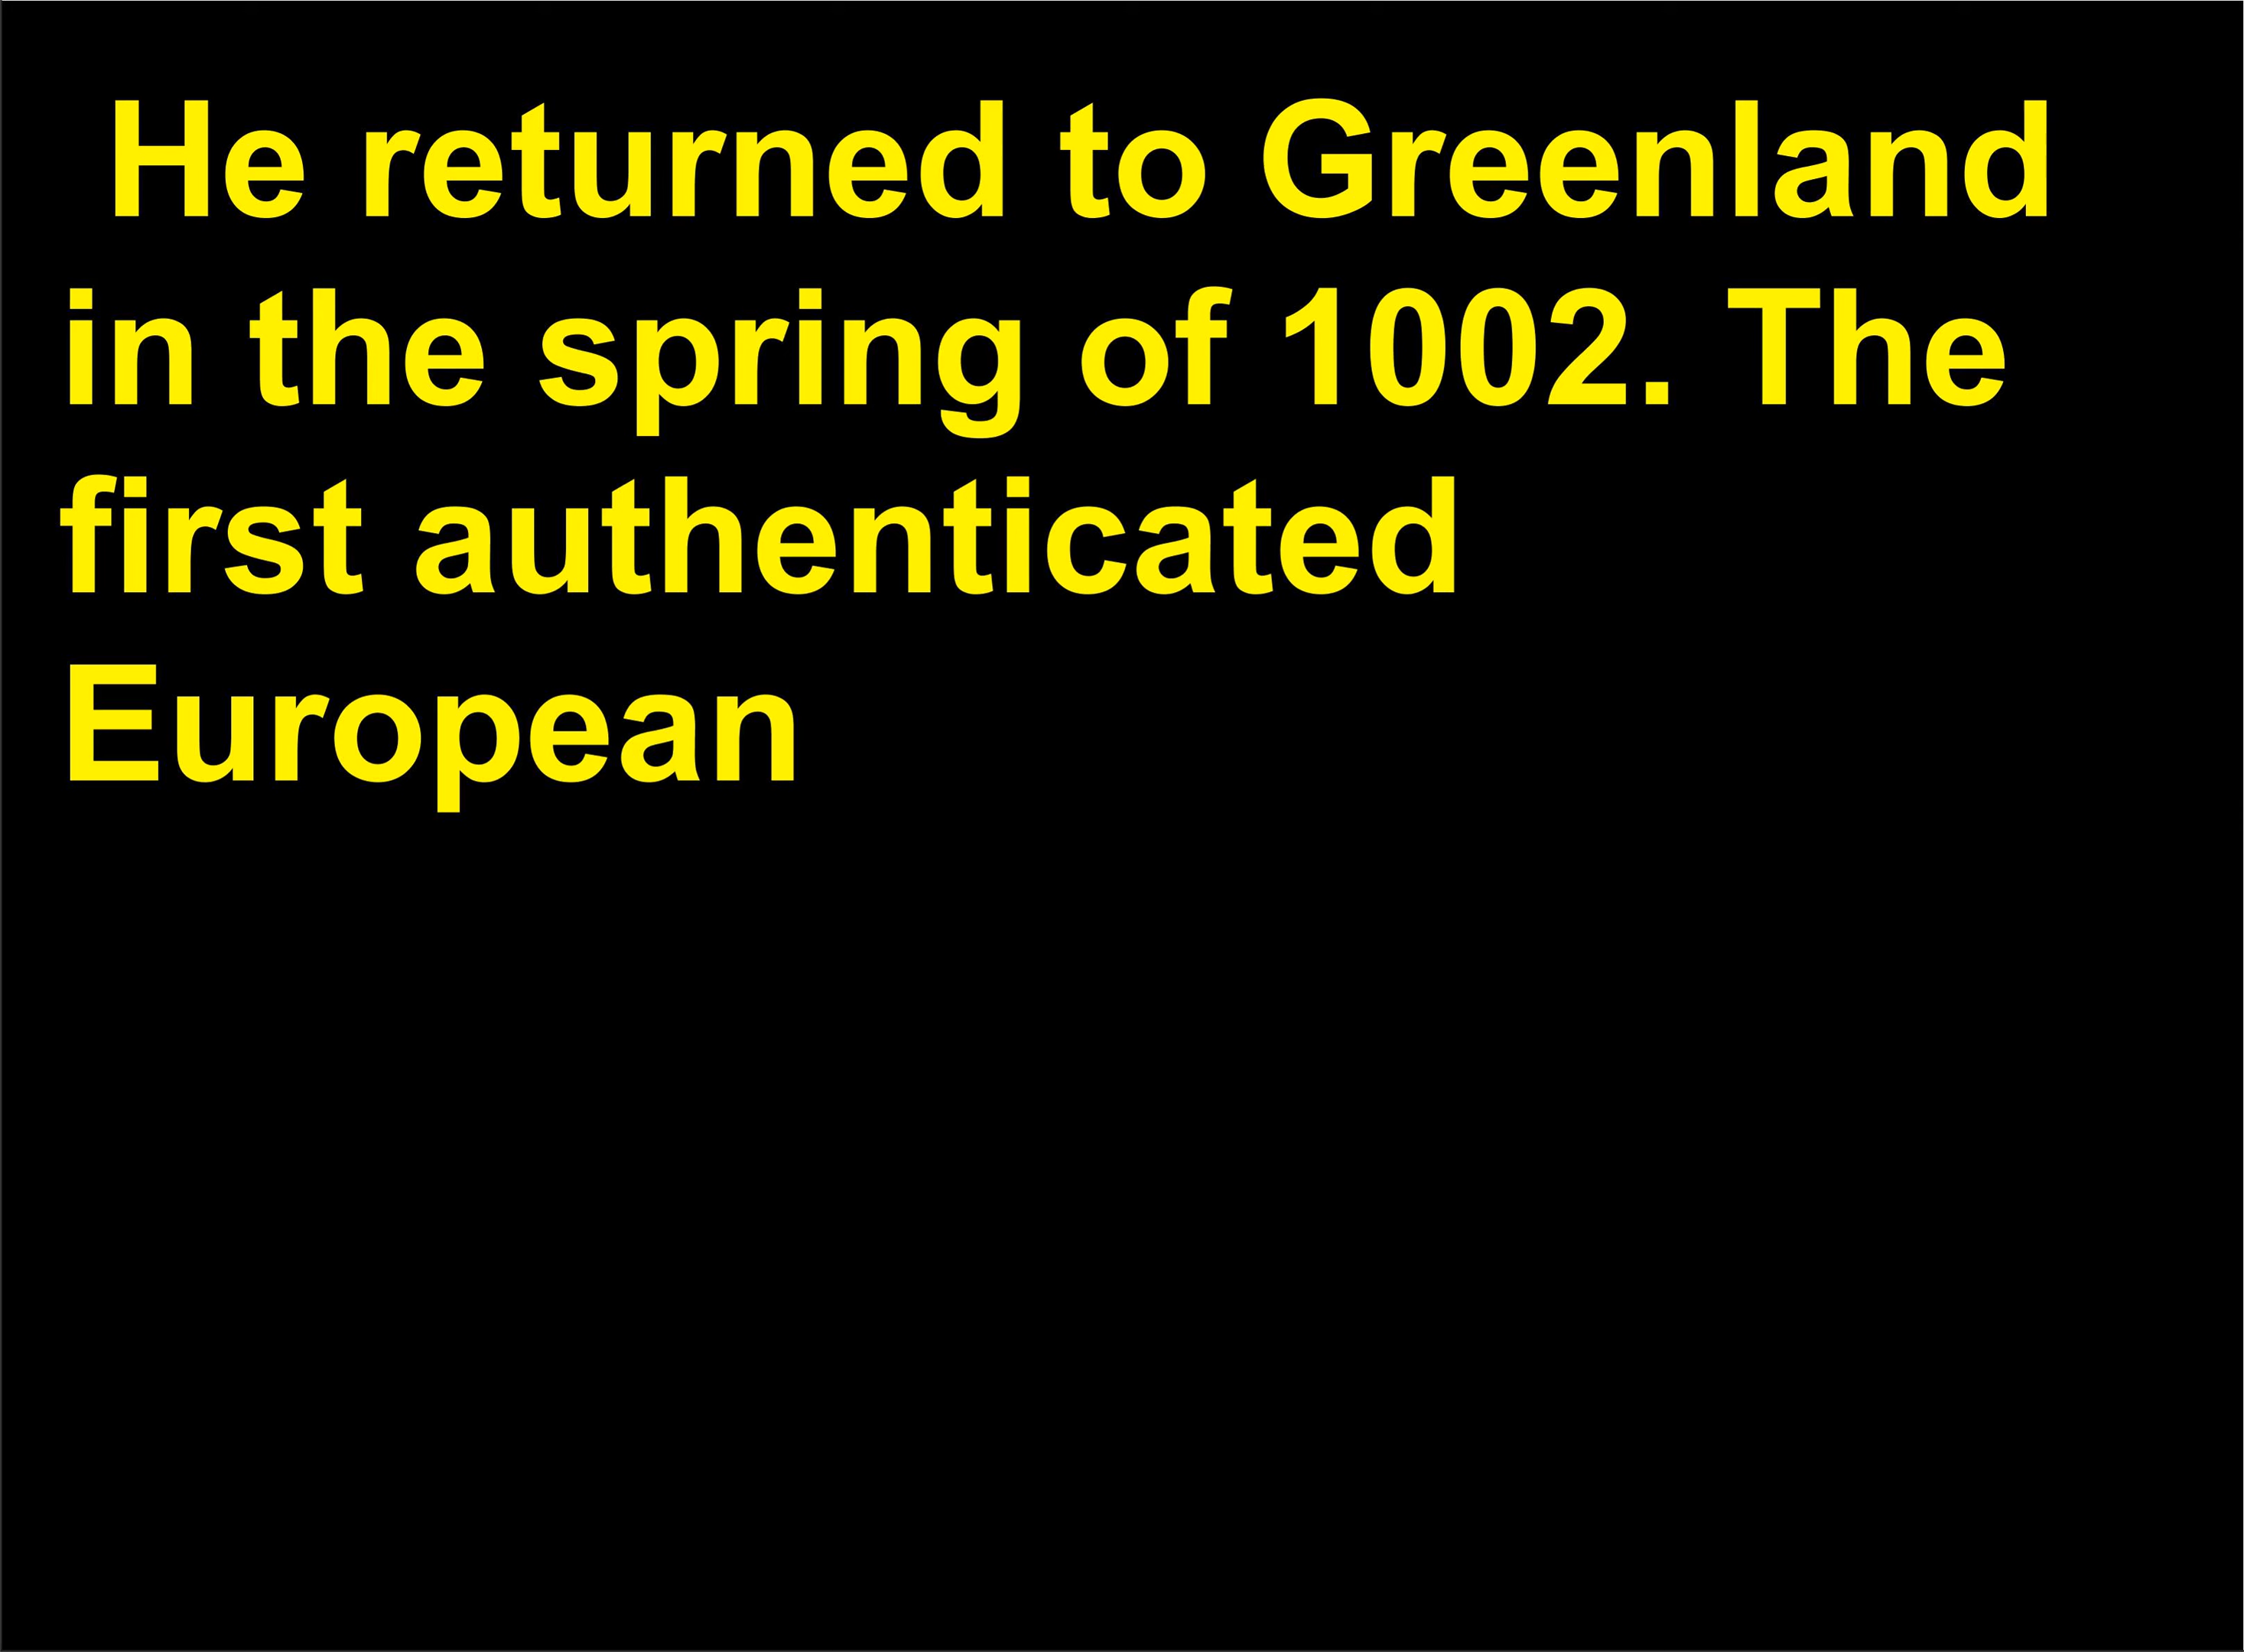 He returned to Greenland
in the spring of 1002. The
first authenticated
European